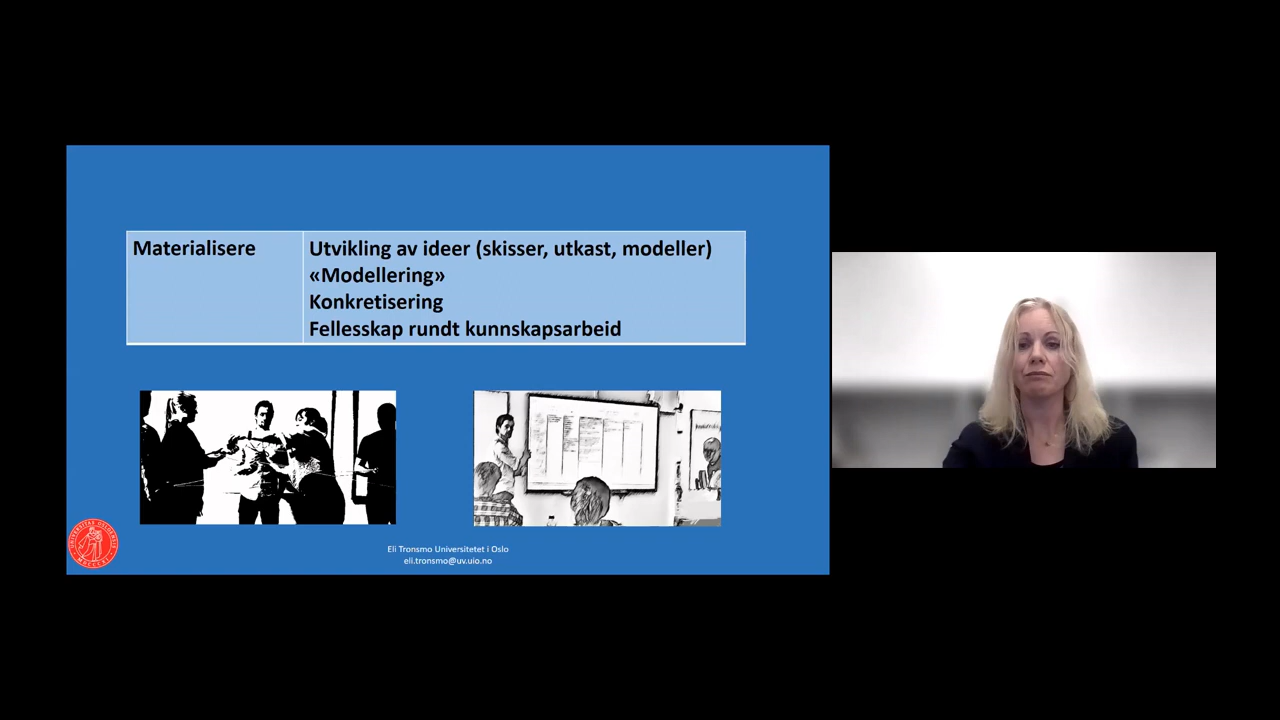 Materialisere
Utvikling av ideer (skisser, utkast, modeller)
«Modellering»
Konkretisering
Fellesskap rundt kunnskapsarbeid
Eli Tronsmo Universitetet i Oslo
eli.tronsmo@uv.uio.no